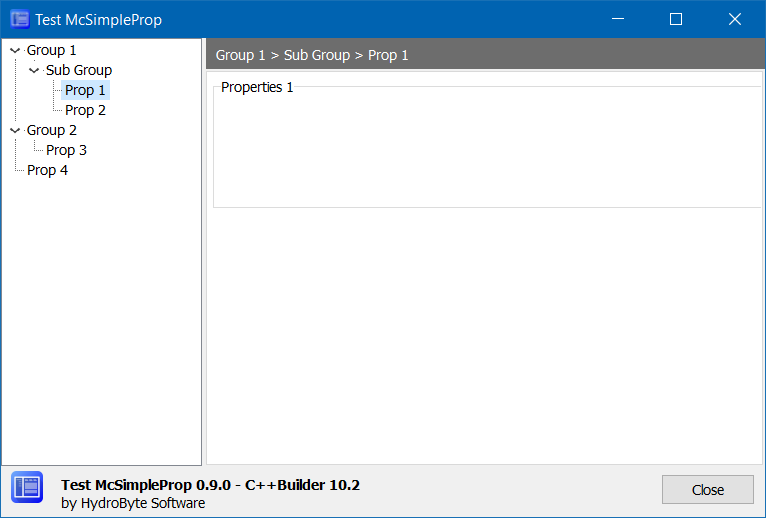 Test McSimpleProp
Group 1
Sub Group
Prop 1
Prop 2
Group 2
Prop 3
Prop 4
Group 1 > Sub Group > Prop 1
Properties 1
Test McSimpleProp 0.9.0 - C++Builder 10.2
by HydroByte Software
Close